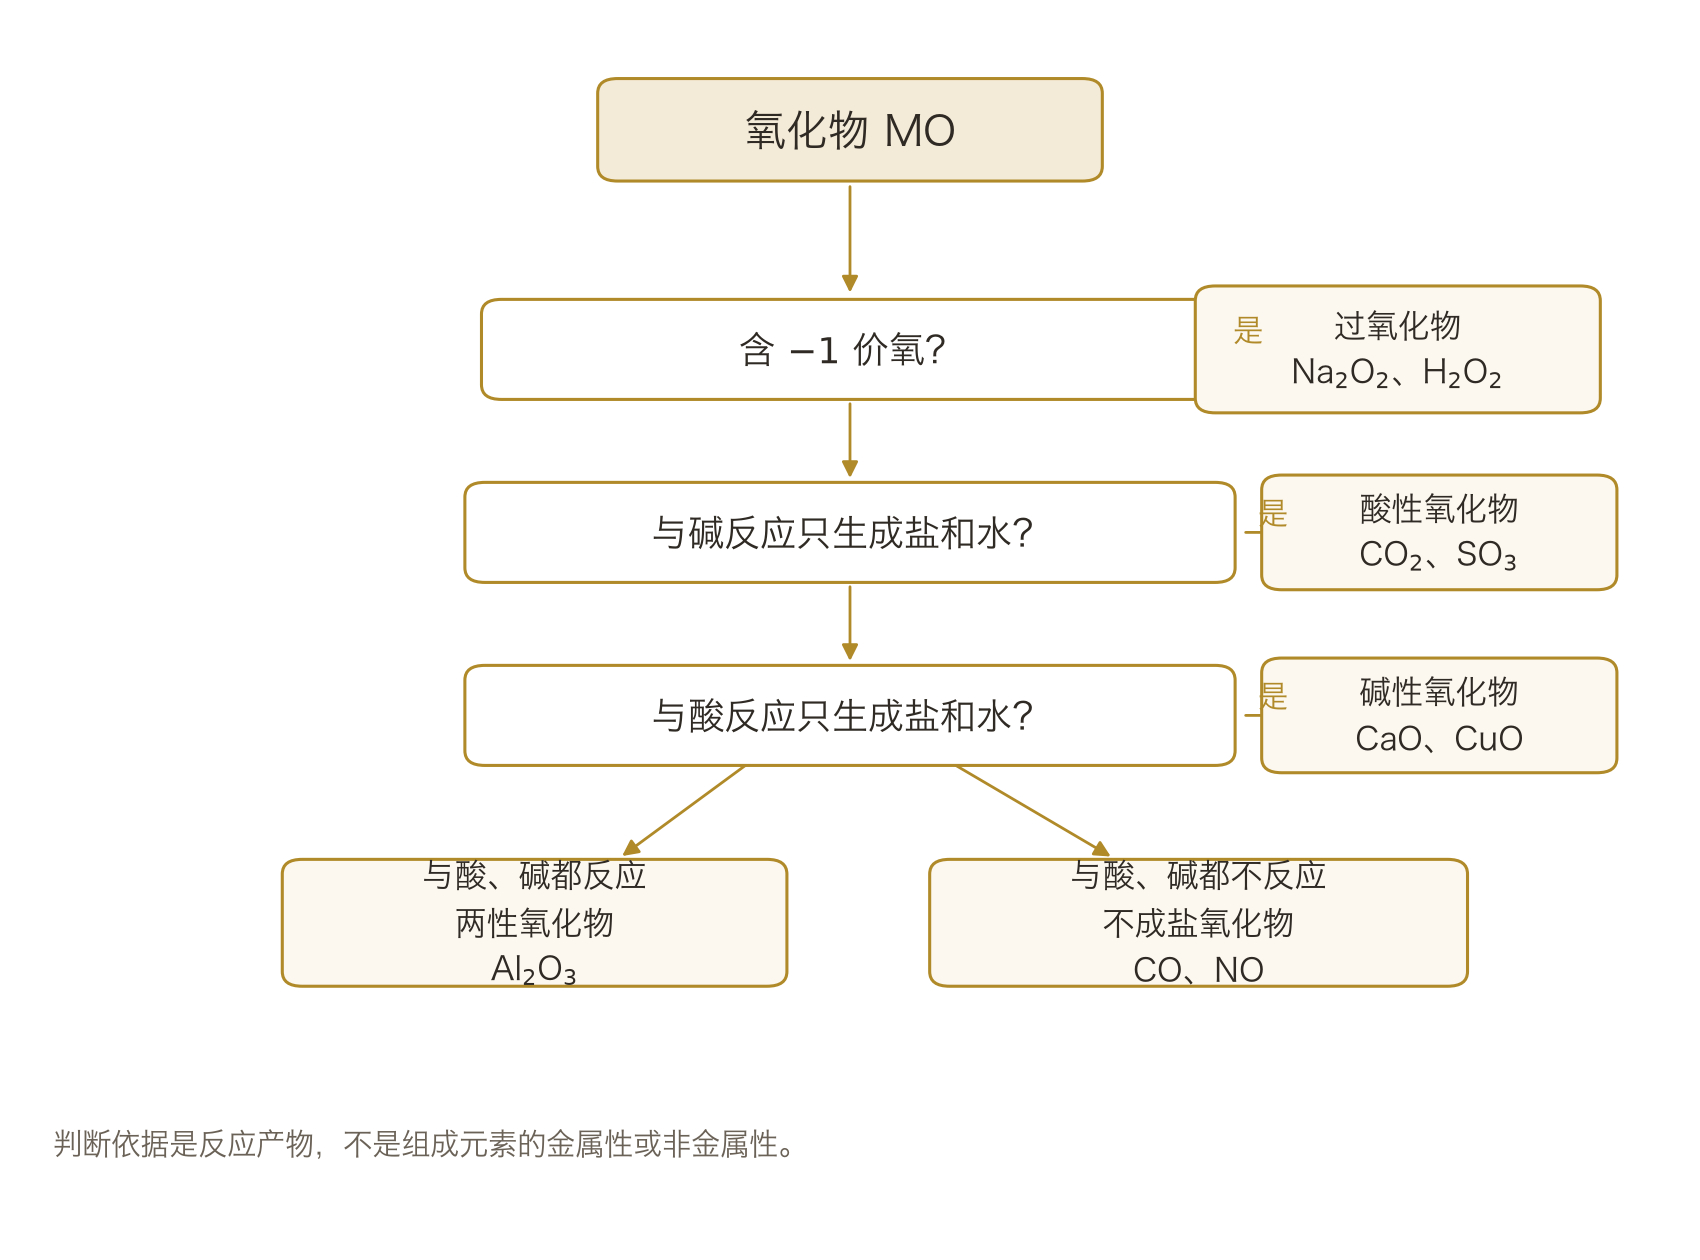 氧化物 MO
含 −1 价氧?
是
过氧化物
Na₂O₂、H₂O₂
与碱反应只生成盐和水?
是
酸性氧化物
CO₂、SO₃
与酸反应只生成盐和水?
是
碱性氧化物
CaO、CuO
与酸、碱都反应
两性氧化物
Al₂O₃
与酸、碱都不反应
不成盐氧化物
CO、NO
判断依据是反应产物，不是组成元素的金属性或非金属性。